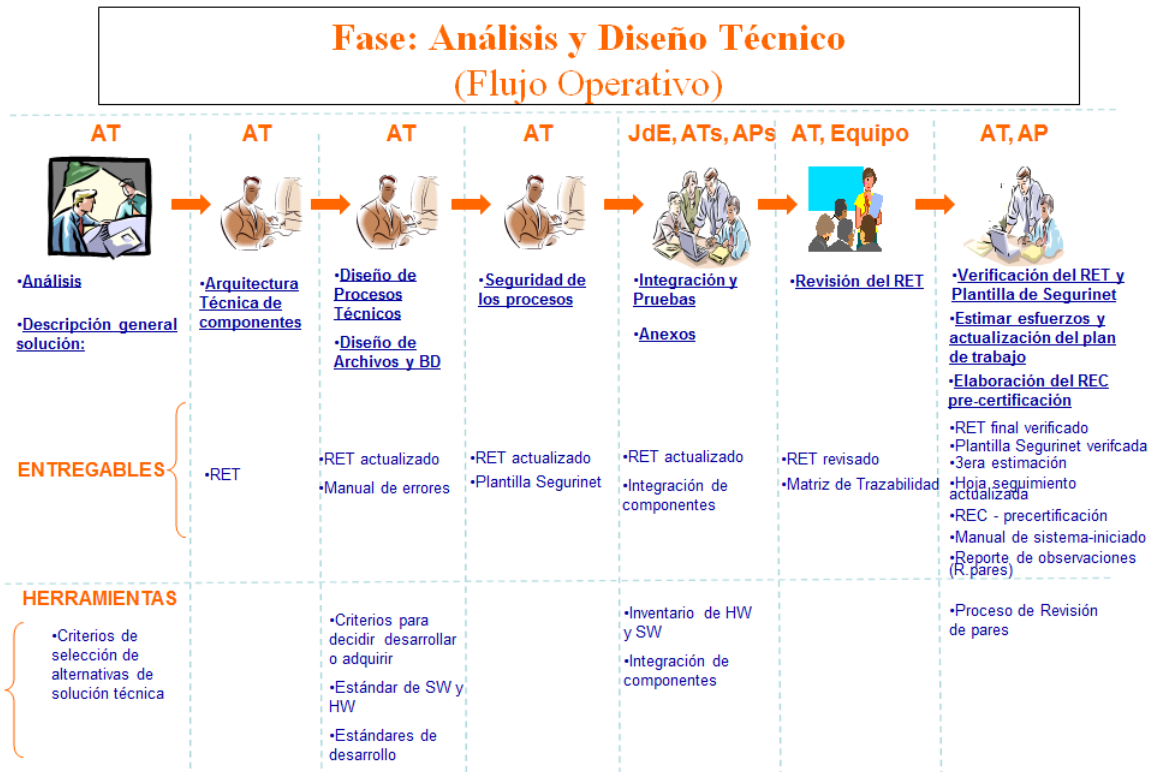 Fase: Análisis y Diseño Técnico
(Flujo Operativo)
AT
AT
AT
AT
JdE, ATs, APs
AT, Equipo
AT, AP
•Análisis
•Descripción general
solución:
•Arquitectura
Técnica de
componentes
•Diseño de
Procesos
Técnicos
•Diseño de
Archivos y BD
•Seguridad de
los procesos
•Integración y
Pruebas
•Anexos
•Revisión del RET
•Verificación del RET y
Plantilla de Segurinet
•Estimar esfuerzos y
actualización del plan
de trabajo
•Elaboración del REC
pre-certificación
ENTREGABLES
•RET
•RET actualizado
•Manual de errores
•RET actualizado
•Plantilla Segurinet
•RET actualizado
•Integración de
componentes
•RET revisado
•Matriz de Trazabilidad
•RET final verificado
•Plantilla Segurinet verifcada
•3era estimación
•Hoja seguimiento
actualizada
•REC - precertificación
•Manual de sistema-iniciado
•Reporte de observaciones
(R.pares)
HERRAMIENTAS
•Criterios de
selección de
alternativas de
solución técnica
•Criterios para
decidir desarrollar
o adquirir
•Estándar de SW y
HW
•Estándares de
desarrollo
•Inventario de HW
y SW
•Integración de
componentes
•Proceso de Revisión
de pares